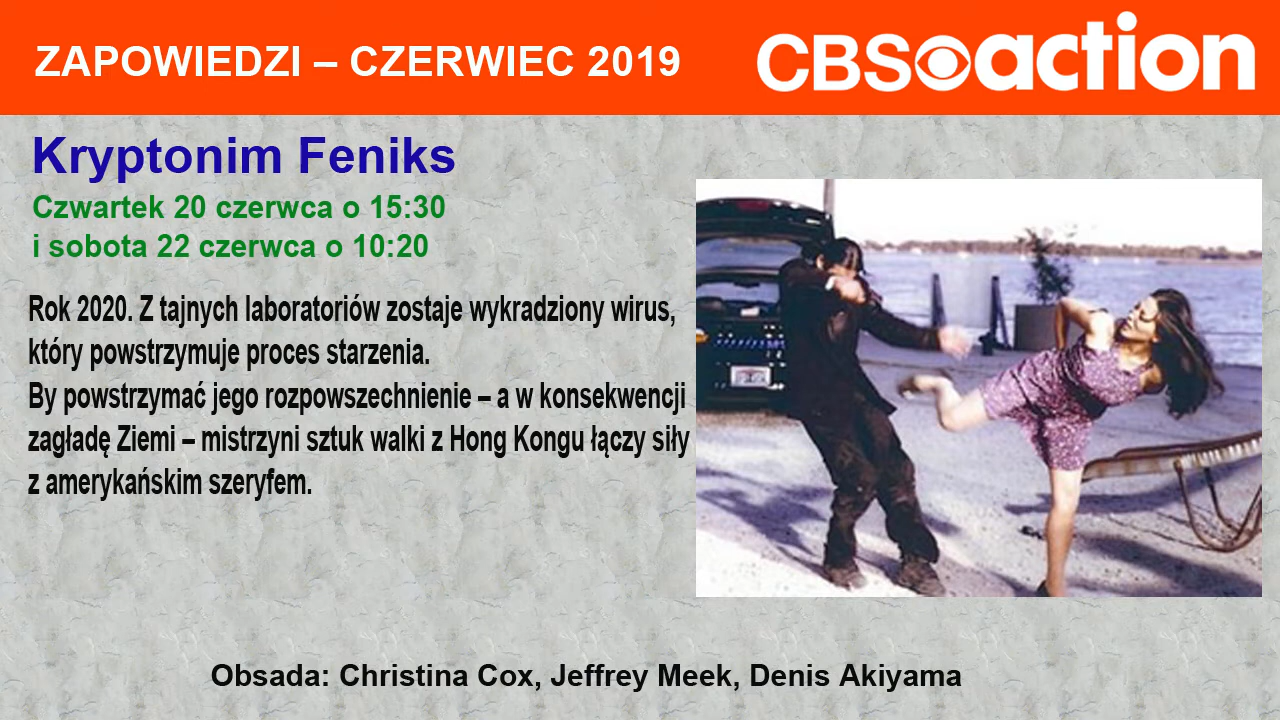 ZAPOWIEDZI – CZERWIEC 2019
CBS action
Kryptonim Feniks
Czwartek 20 czerwca o 15:30
i sobota 22 czerwca o 10:20
Rok 2020. Z tajnych laboratoriów zostaje wykradziony wirus,
który powstrzymuje proces starzenia.
By powstrzymać jego rozpowszechnienie – a w konsekwencji
zagładę Ziemi – mistrzyni sztuk walki z Hong Kongu łączy siły
z amerykańskim szeryfem.
Obsada: Christina Cox, Jeffrey Meek, Denis Akiyama